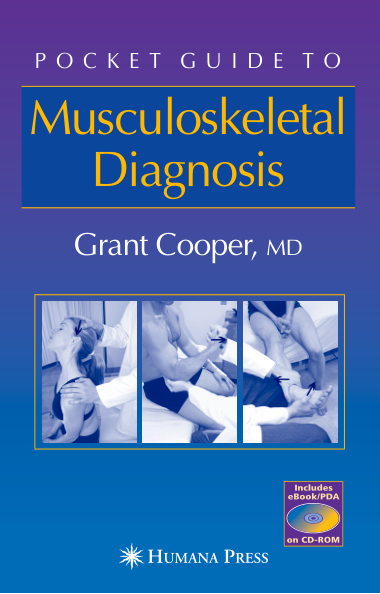 POCKET GUIDE TO
Musculoskeletal
Diagnosis
Grant Cooper, MD
Includes
eBook/PDA
on CD-ROM
HUMANA PRESS